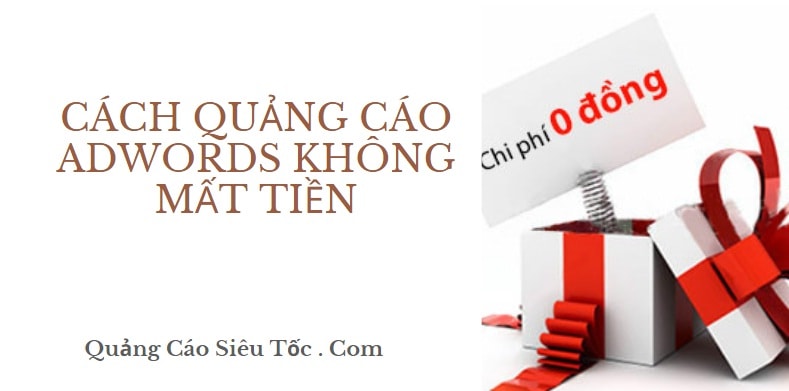 CÁCH QUẢNG CÁO
ADWORDS KHÔNG
MẤT TIỀN
Chi phí 0 đồng
Quảng Cáo Siêu Tốc . Com